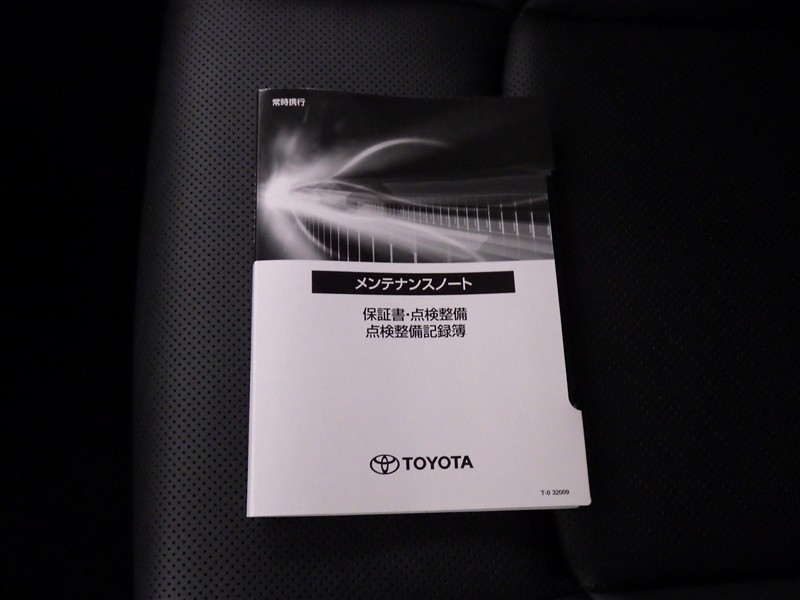 常時携行
メンテナンスノート
保証書・点検整備
点検整備記録簿
TOYOTA
T-0 32009